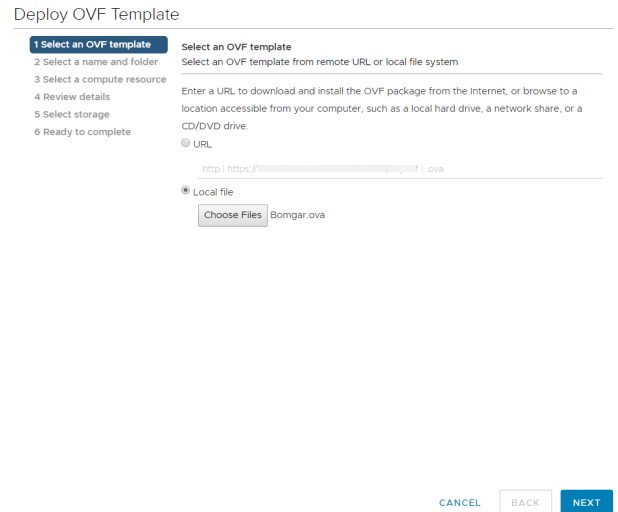 Deploy OVF Template
1 Select an OVF template
2 Select a name and folder
3 Select a compute resource
4 Review details
5 Select storage
6 Ready to complete
Select an OVF template
Select an OVF template from remote URL or local file system
Enter a URL to download and install the OVF package from the Internet, or browse to a
location accessible from your computer, such as a local hard drive, a network share, or a
CD/DVD drive.
URL
http | https:// | .ova
Local file
Choose Files Bomgar.ova
CANCEL BACK NEXT